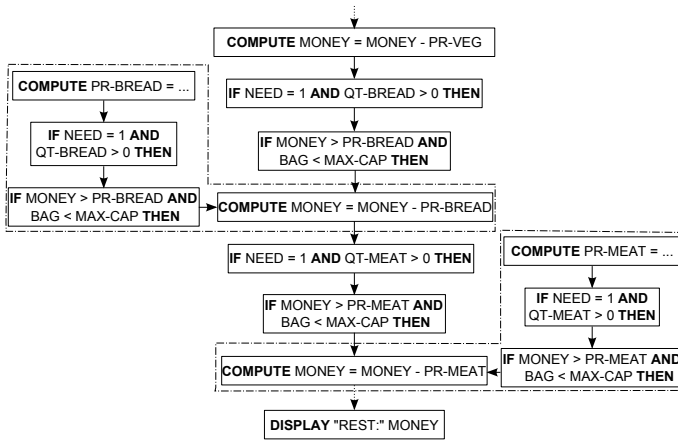 COMPUTE MONEY = MONEY - PR-VEG
COMPUTE PR-BREAD = ...
IF NEED = 1 AND QT-BREAD > 0 THEN
IF NEED = 1 AND
QT-BREAD > 0 THEN
IF MONEY > PR-BREAD AND
BAG < MAX-CAP THEN
IF MONEY > PR-BREAD AND
BAG < MAX-CAP THEN
COMPUTE MONEY = MONEY - PR-BREAD
IF NEED = 1 AND QT-MEAT > 0 THEN
COMPUTE PR-MEAT = ...
IF MONEY > PR-MEAT AND
BAG < MAX-CAP THEN
IF NEED = 1 AND
QT-MEAT > 0 THEN
COMPUTE MONEY = MONEY - PR-MEAT
IF MONEY > PR-MEAT AND
BAG < MAX-CAP THEN
DISPLAY "REST:" MONEY